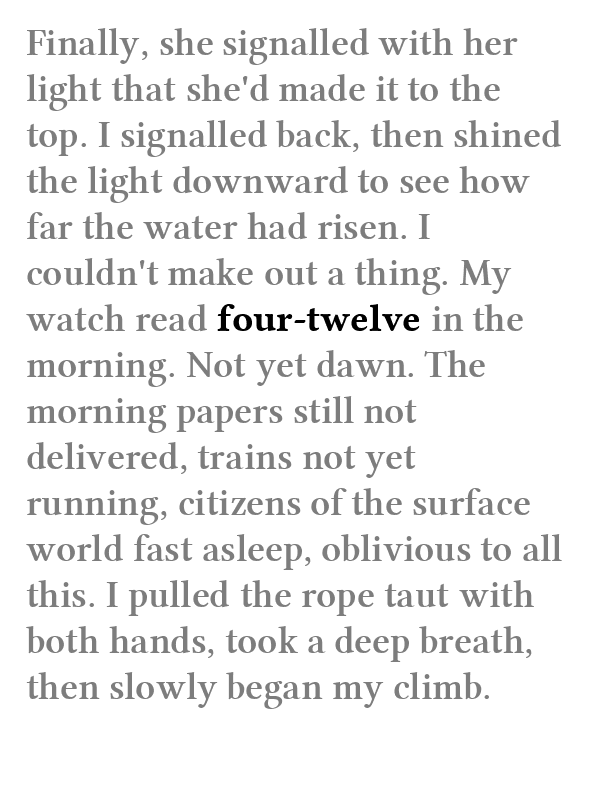 Finally, she signalled with her
light that she'd made it to the
top. I signalled back, then shined
the light downward to see how
far the water had risen. I
couldn't make out a thing. My
watch read four-twelve in the
morning. Not yet dawn. The
morning papers still not
delivered, trains not yet
running, citizens of the surface
world fast asleep, oblivious to all
this. I pulled the rope taut with
both hands, took a deep breath,
then slowly began my climb.